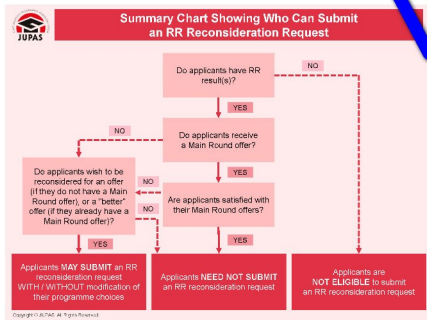 JUPAS
Summary Chart Showing Who Can Submit
an RR Reconsideration Request
Do applicants have RR
result(s)?
NO
YES
NO
Do applicants receive
a Main Round offer?
YES
Do applicants wish to be
reconsidered for an offer
(if they do not have a Main
Round offer), or a "better"
offer (if they already have a
Main Round offer)?
NO
NO
Are applicants satisfied with
their Main Round offers?
YES
YES
Applicants MAY SUBMIT an RR
reconsideration request
WITH / WITHOUT modification of
their programme choices
Applicants NEED NOT SUBMIT
an RR reconsideration request
Applicants are
NOT ELIGIBLE to submit
an RR reconsideration request
Copyright © JUPAS. All Rights Reserved.